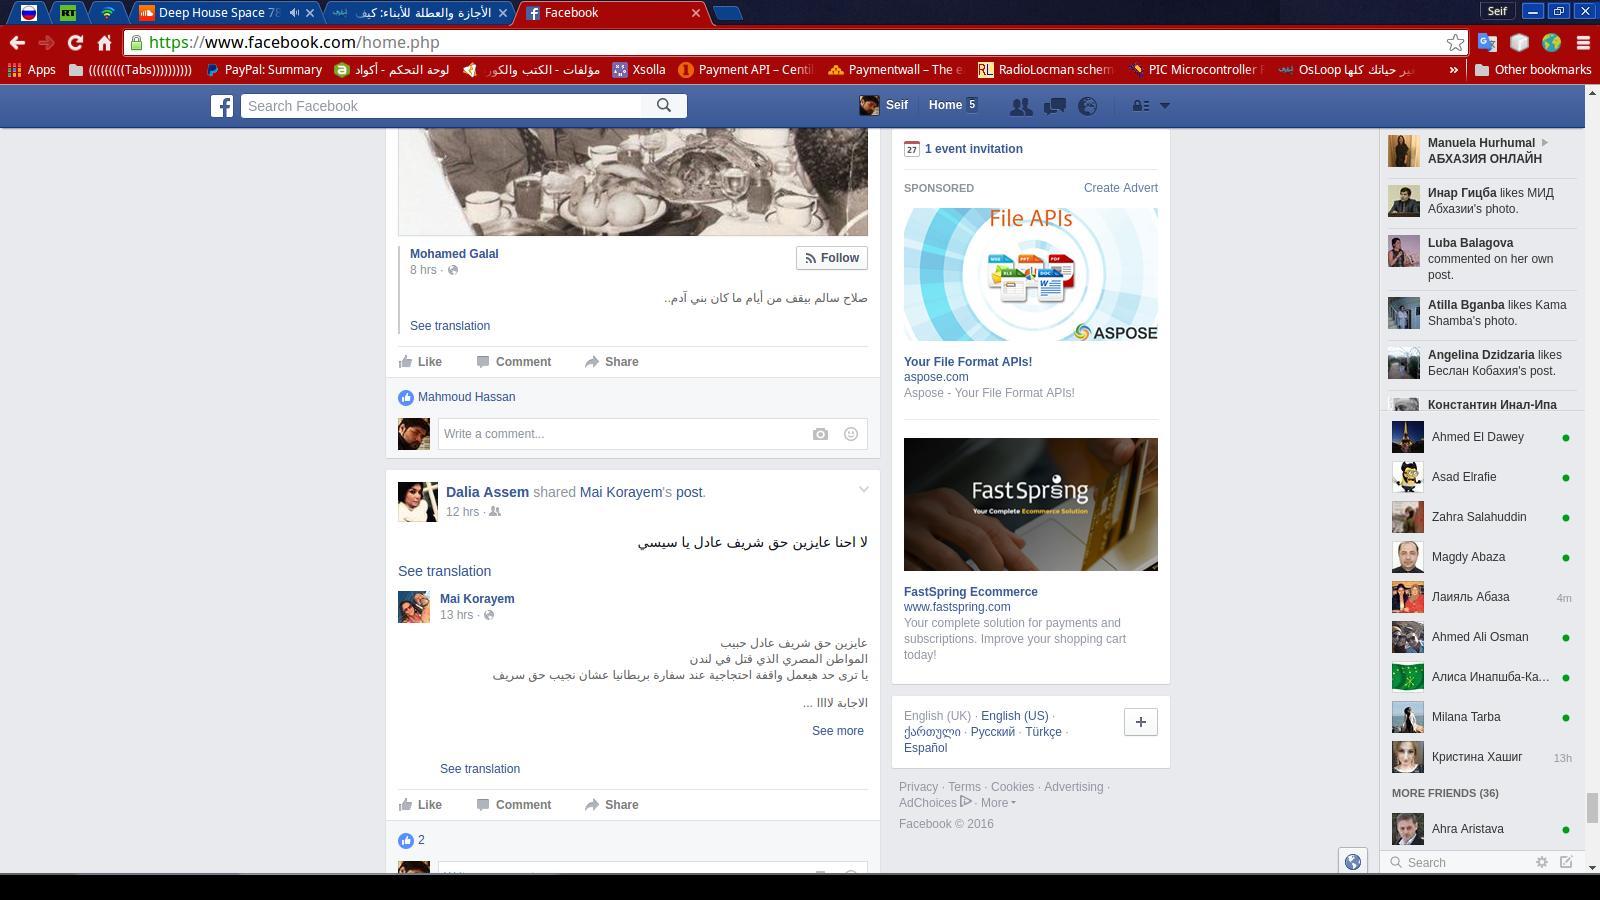 Deep House Space 78
الأجازة والعطلة للأبناء: كيف
Facebook
Seif
https://www.facebook.com/home.php
Apps
(((((((((Tabs))))))))))
PayPal: Summary
لوحة التحكم - أكواد
مؤلفات - الكتب والكور
Xsolla
Payment API – Centil
Paymentwall – The e
RadioLocman schem
PIC Microcontroller F
OsLoop غير حياتك كلها
»
Other bookmarks
Search Facebook
Seif
Home 5
Mohamed Galal
8 hrs ·
Follow
صلاح سالم بيقف من أيام ما كان بني آدم..
See translation
Like
Comment
Share
Mahmoud Hassan
Write a comment...
Dalia Assem shared Mai Korayem's post.
12 hrs ·
لا احنا عايزين حق شريف عادل يا سيسي
See translation
Mai Korayem
13 hrs ·
عايزين حق شريف عادل حبيب
المواطن المصري الذي قتل في لندن
يا ترى حد هيعمل واقفة احتجاجية عند سفارة بريطانيا عشان نجيب حق سريف
الاجابة لاااا ...
See more
See translation
Like
Comment
Share
2
27
1 event invitation
SPONSORED
Create Advert
File APIs
ASPOSE
Your File Format APIs!
aspose.com
Aspose - Your File Format APIs!
FastSpring
Your Complete Ecommerce Solution
FastSpring Ecommerce
www.fastspring.com
Your complete solution for payments and
subscriptions. Improve your shopping cart
today!
English (UK) · English (US) ·
ქართული · Русский · Türkçe ·
Español
Privacy · Terms · Cookies · Advertising ·
AdChoices · More
Facebook © 2016
Manuela Hurhumal
АБХАЗИЯ ОНЛАЙН
Инар Гицба likes МИД
Абхазии's photo.
Luba Balagova
commented on her own
post.
Atilla Bganba likes Kama
Shamba's photo.
Angelina Dzidzaria likes
Беслан Кобахия's post.
Константин Инал-Ипа
Ahmed El Dawey
Asad Elrafie
Zahra Salahuddin
Magdy Abaza
Лаияль Абаза 4m
Ahmed Ali Osman
Алиса Инапшба-Ка...
Milana Tarba
Кристина Хашиг 13h
MORE FRIENDS (36)
Ahra Aristava
Search